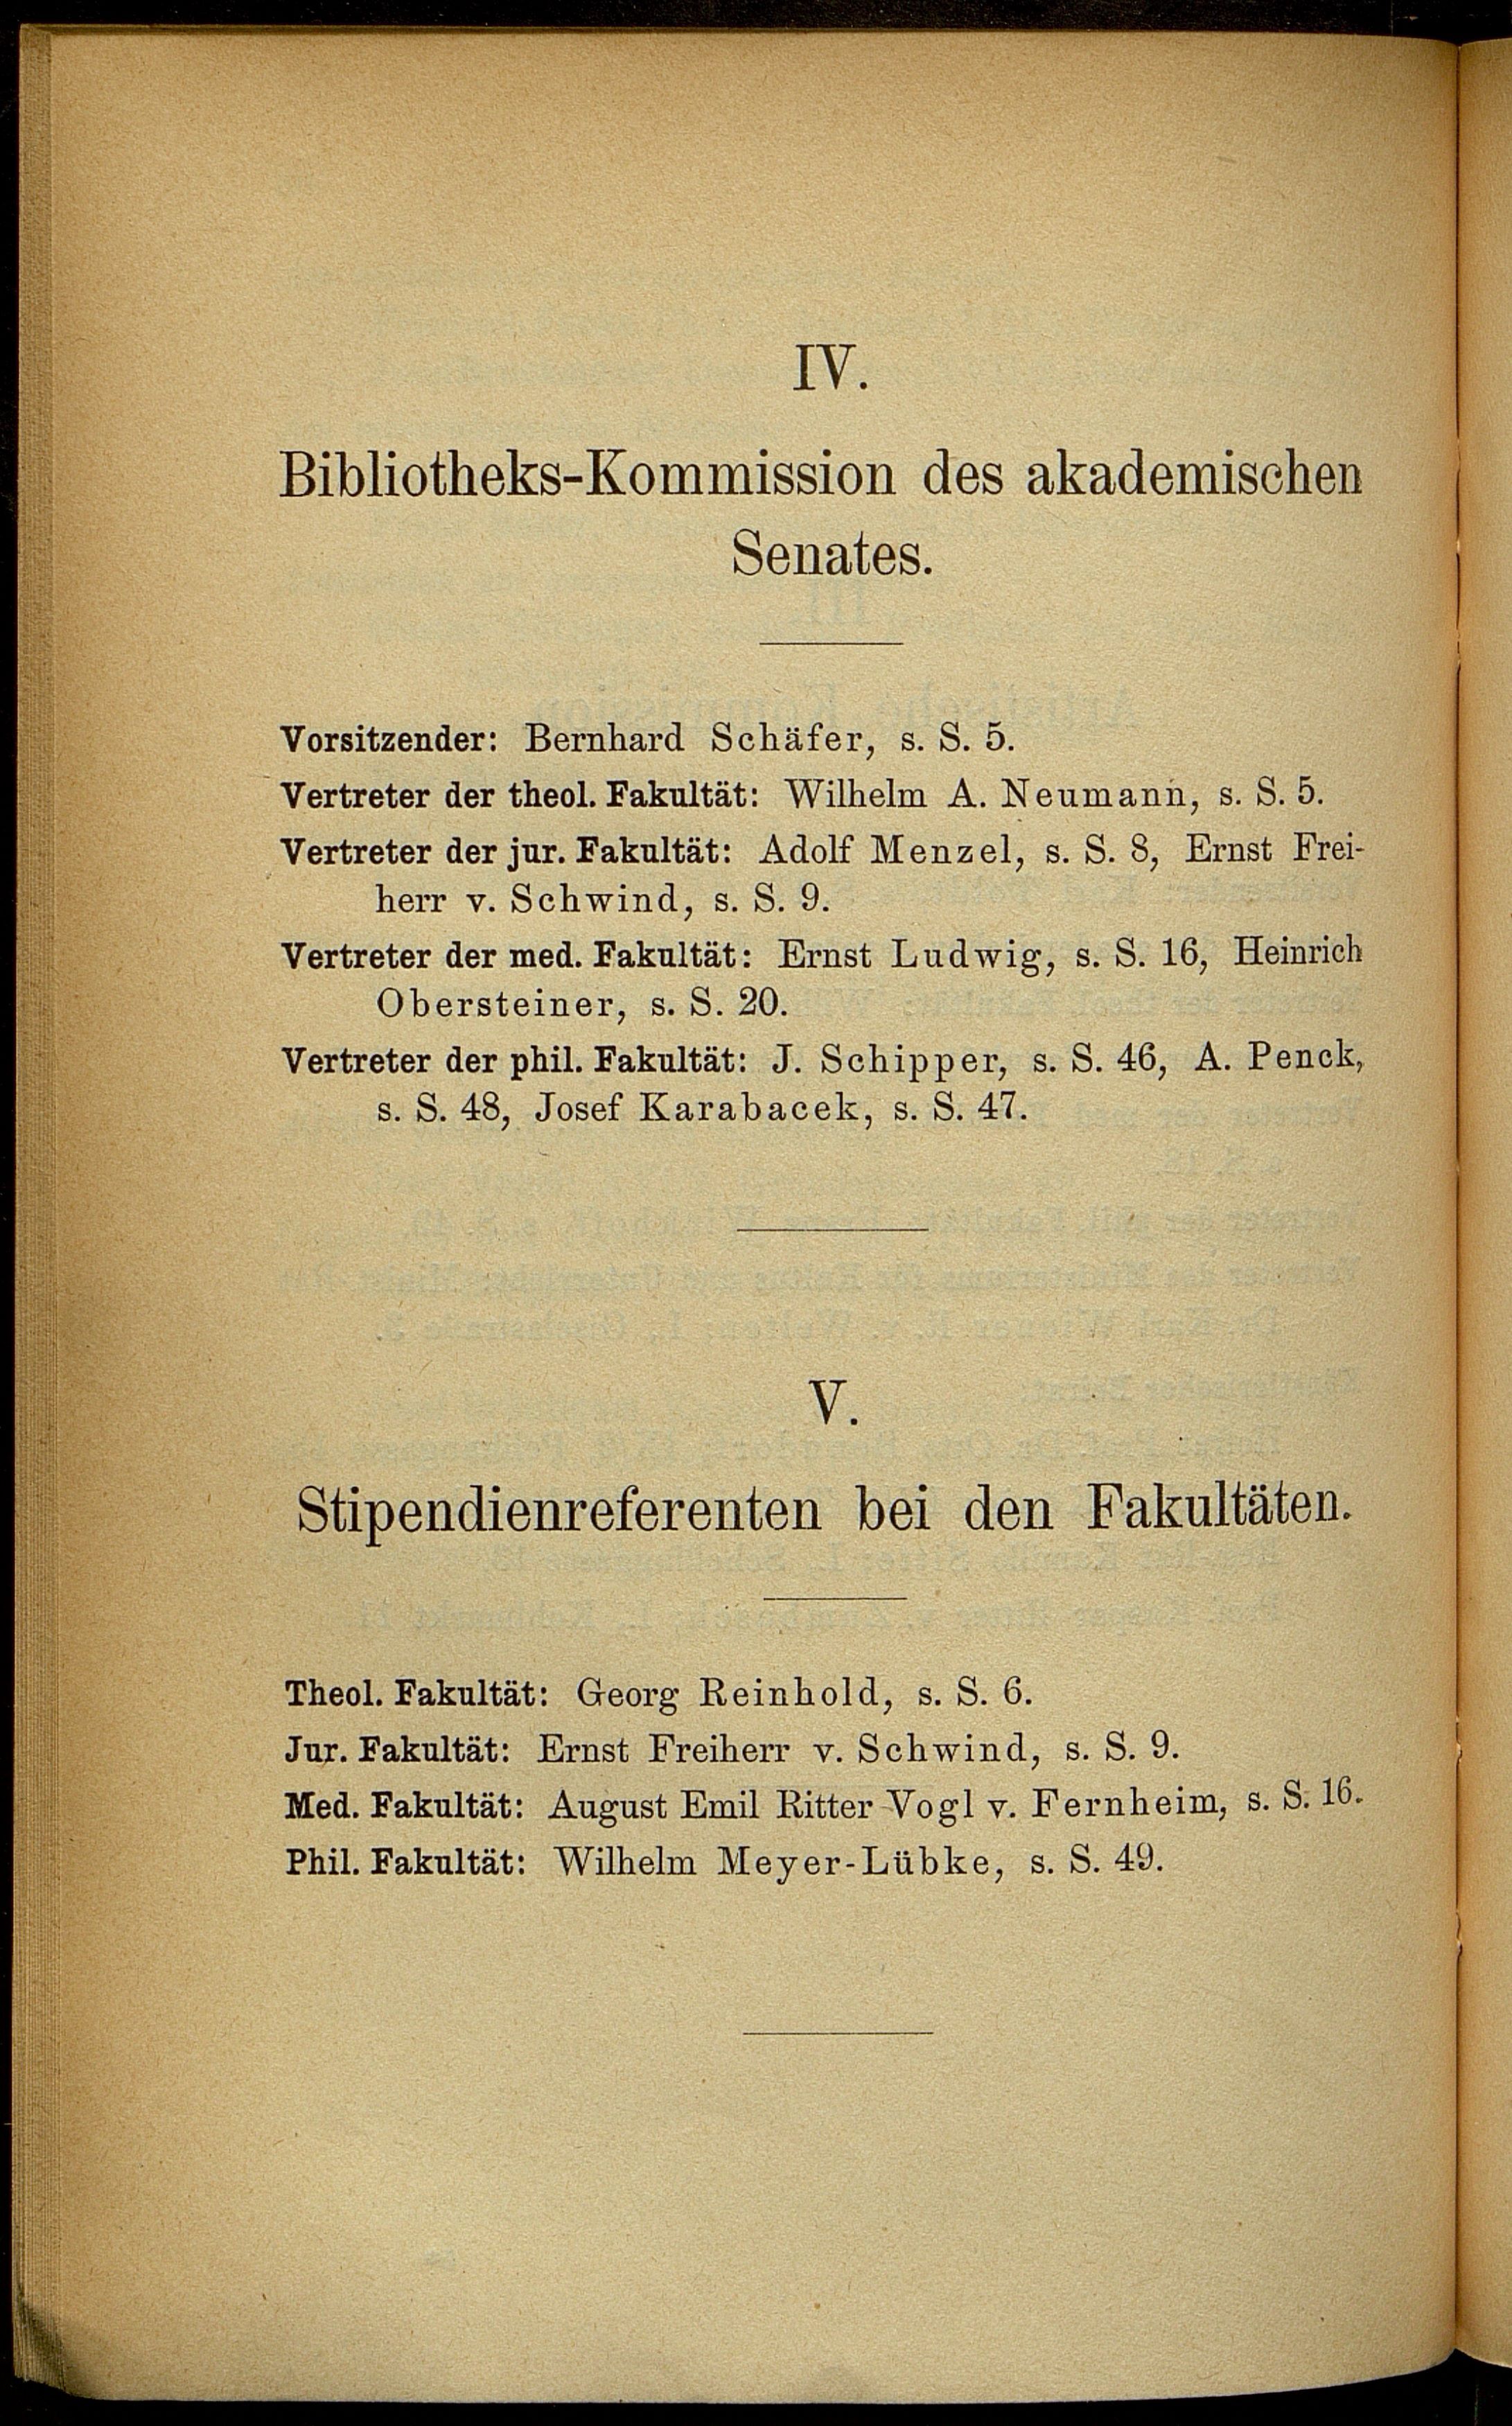 IV.
Bibliotheks-Kommission des akademischen
Senates.
Vorsitzender: Bernhard Schäfer, s. S. 5.
Vertreter der theol. Fakultät: Wilhelm A. Neumann, s. S. 5.
Vertreter der jur. Fakultät: Adolf Menzel, s. S. 8, Ernst Frei-
herr v. Schwind, s. S. 9.
Vertreter der med. Fakultät: Ernst Ludwig, s. S. 16, Heinrich
Obersteiner, s. S. 20.
Vertreter der phil. Fakultät: J. Schipper, s. S. 46, A. Penck,
s. S. 48, Josef Karabacek, s. S. 47.
V.
Stipendienreferenten bei den Fakultäten.
Theol. Fakultät: Georg Reinhold, s. S. 6.
Jur. Fakultät: Ernst Freiherr v. Schwind, s. S. 9.
Med. Fakultät: August Emil Ritter Vogl v. Fernheim, s. S. 16.
Phil. Fakultät: Wilhelm Meyer-Lübke, s. S. 49.